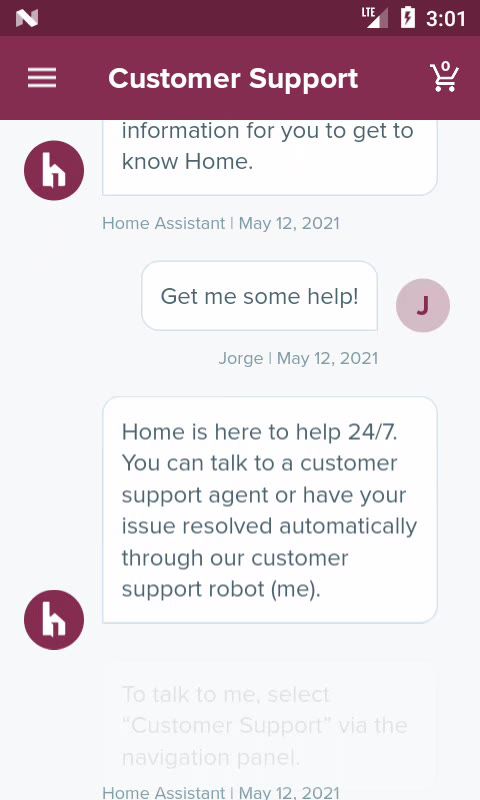 LTE
3:01
Customer Support
0
information for you to get to
know Home.
h
Home Assistant | May 12, 2021
Get me some help!
J
Jorge | May 12, 2021
Home is here to help 24/7.
You can talk to a customer
support agent or have your
issue resolved automatically
through our customer
support robot (me).
h
To talk to me, select
“Customer Support” via the
navigation panel.
Home Assistant | May 12, 2021